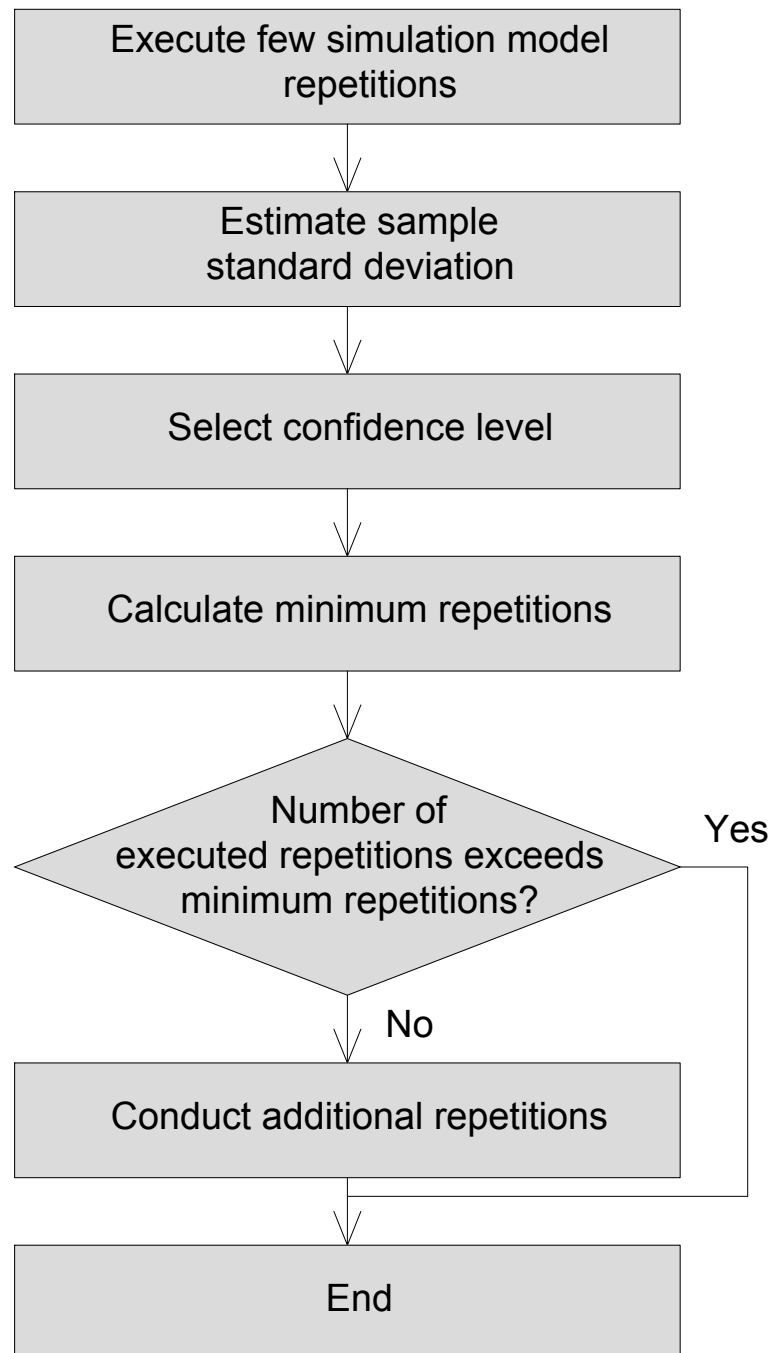 Execute few simulation model
repetitions
Estimate sample
standard deviation
Select confidence level
Calculate minimum repetitions
Number of
executed repetitions exceeds
minimum repetitions?
Yes
No
Conduct additional repetitions
End